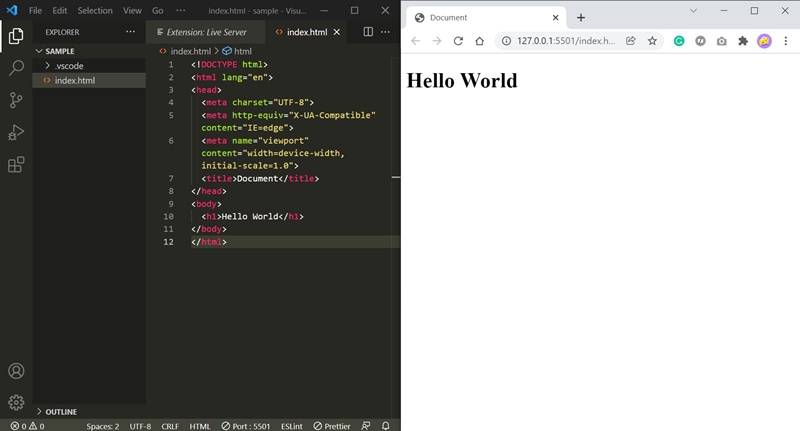 File Edit Selection View Go ··· index.html - sample - Visu...
EXPLORER ···
SAMPLE
.vscode
index.html
OUTLINE
Extension: Live Server
index.html
index.html > html
1 <!DOCTYPE html>
2 <html lang="en">
3 <head>
4 <meta charset="UTF-8">
5 <meta http-equiv="X-UA-Compatible"
content="IE=edge">
6 <meta name="viewport"
content="width=device-width,
initial-scale=1.0">
7 <title>Document</title>
8 </head>
9 <body>
10 <h1>Hello World</h1>
11 </body>
12 </html>
0 0 Spaces: 2 UTF-8 CRLF HTML Port : 5501 ESLint Prettier
Document
127.0.0.1:5501/index.h...
Hello World